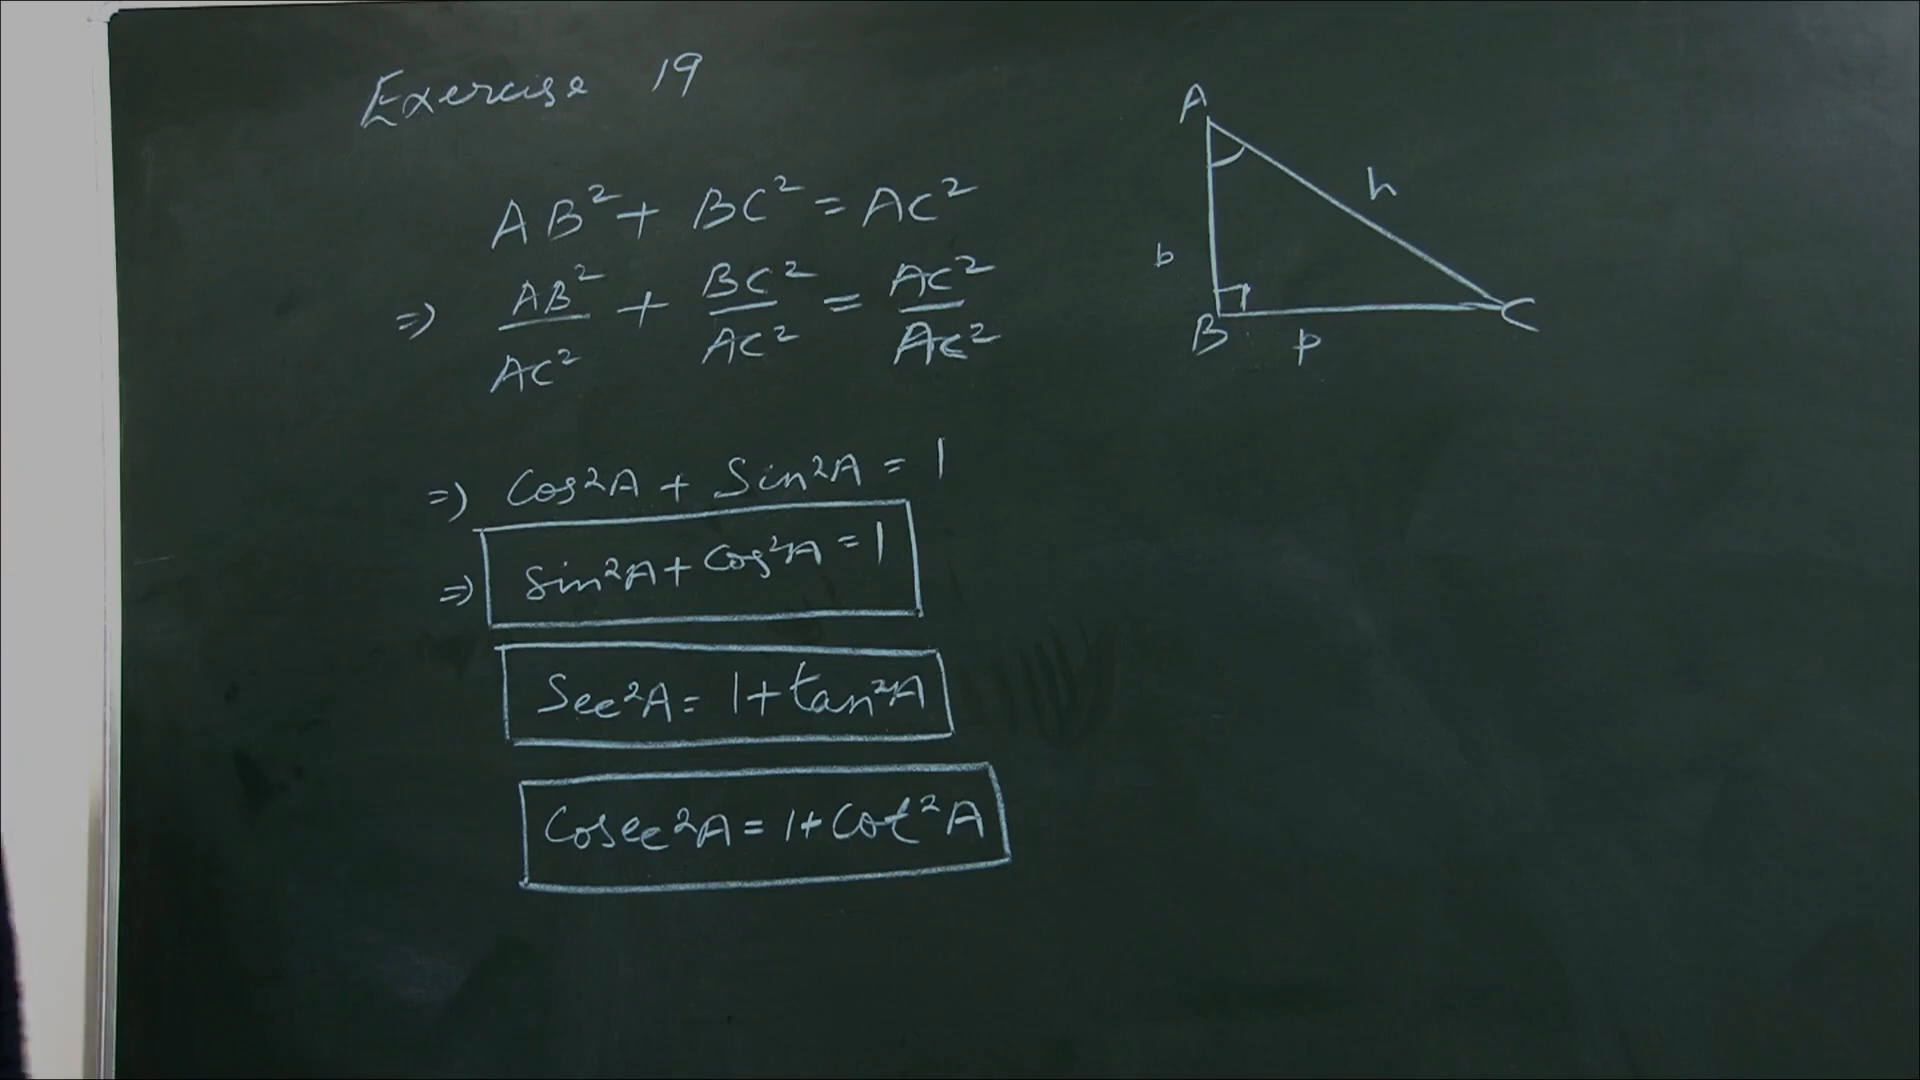 Exercise 19
AB² + BC² = AC²
⇒ AB²/AC² + BC²/AC² = AC²/AC²
⇒ Cos²A + Sin²A = 1
⇒ Sin²A + Cos²A = 1
Sec²A = 1 + tan²A
Cosec²A = 1 + Cot²A
A
h
b
B
p
C